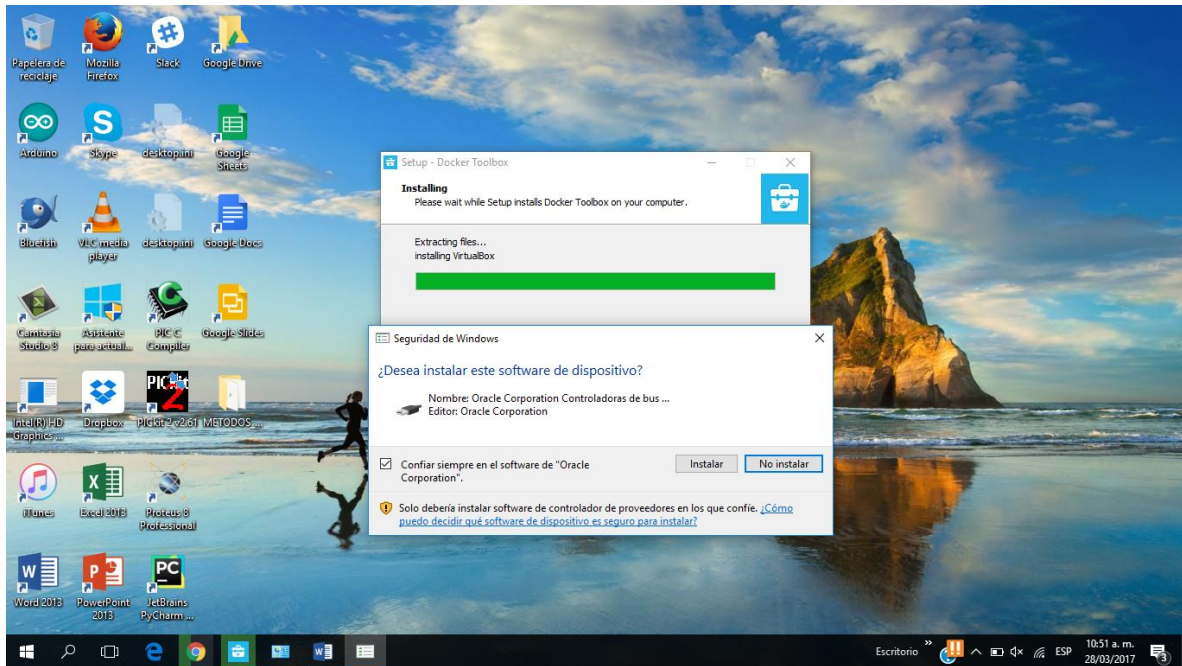 Papelera de
reciclaje
Mozilla
Firefox
Slack
Google Drive
Arduino
Skype
desktop.ini
Google
Sheets
Bluefish
VLC media
player
desktop.ini
Google Docs
Camtasia
Studio 8
Asistente
para actual...
PIC C
Compiler
Google Slides
Intel(R) HD
Graphics ...
Dropbox
PICkit 2 v2.61
METODOS_...
iTunes
Excel 2013
Proteus 8
Professional
Word 2013
PowerPoint
2013
JetBrains
PyCharm ...
Setup - Docker Toolbox
Installing
Please wait while Setup installs Docker Toolbox on your computer.
Extracting files...
installing VirtualBox
Seguridad de Windows
¿Desea instalar este software de dispositivo?
Nombre: Oracle Corporation Controladoras de bus ...
Editor: Oracle Corporation
Confiar siempre en el software de "Oracle
Corporation".
Instalar
No instalar
Solo debería instalar software de controlador de proveedores en los que confíe. ¿Cómo
puedo decidir qué software de dispositivo es seguro para instalar?
Escritorio
ESP
10:51 a. m.
28/03/2017
3